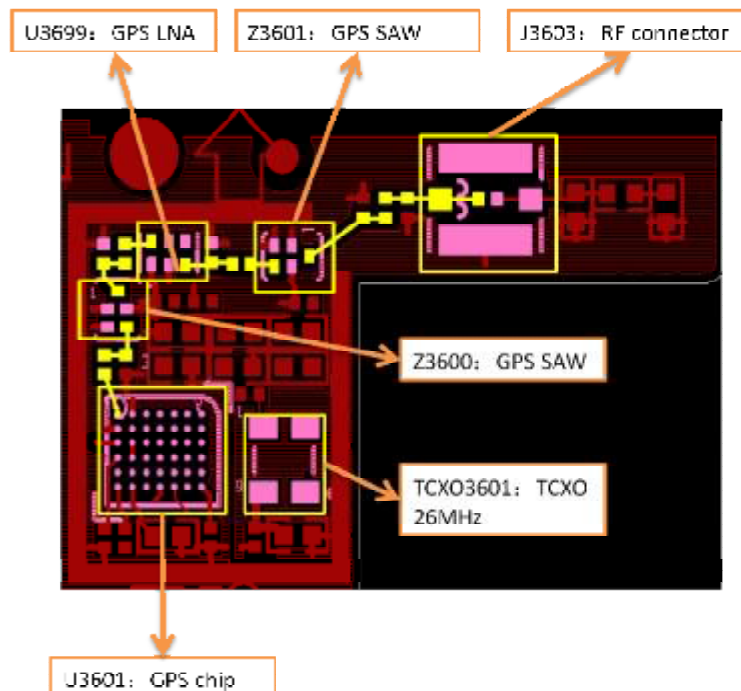 U3699： GPS LNA
Z3601： GPS SAW
J3603： RF connector
Z3600： GPS SAW
TCXO3601： TCXO
26MHz
U3601： GPS chip